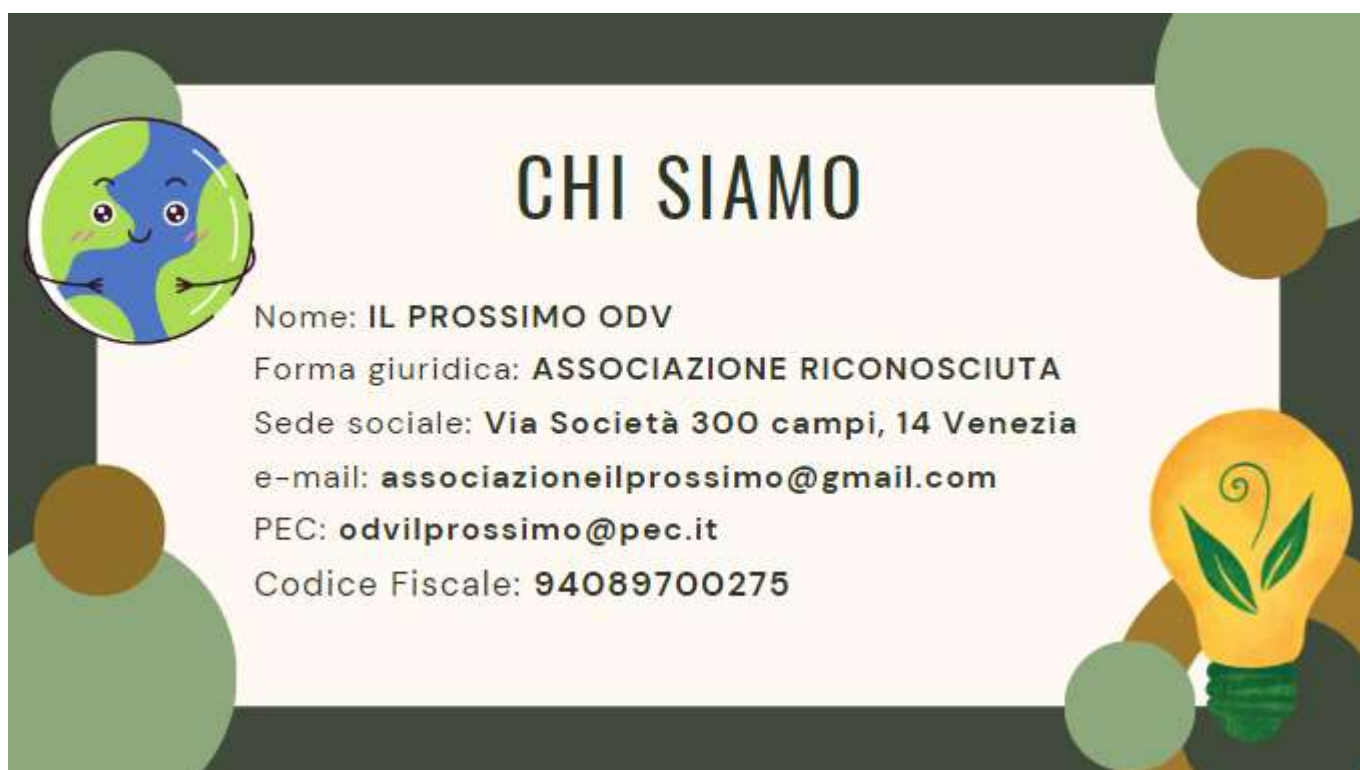 CHI SIAMO
Nome: IL PROSSIMO ODV
Forma giuridica: ASSOCIAZIONE RICONOSCIUTA
Sede sociale: Via Società 300 campi, 14 Venezia
e-mail: associazioneilprossimo@gmail.com
PEC: odvilprossimo@pec.it
Codice Fiscale: 94089700275